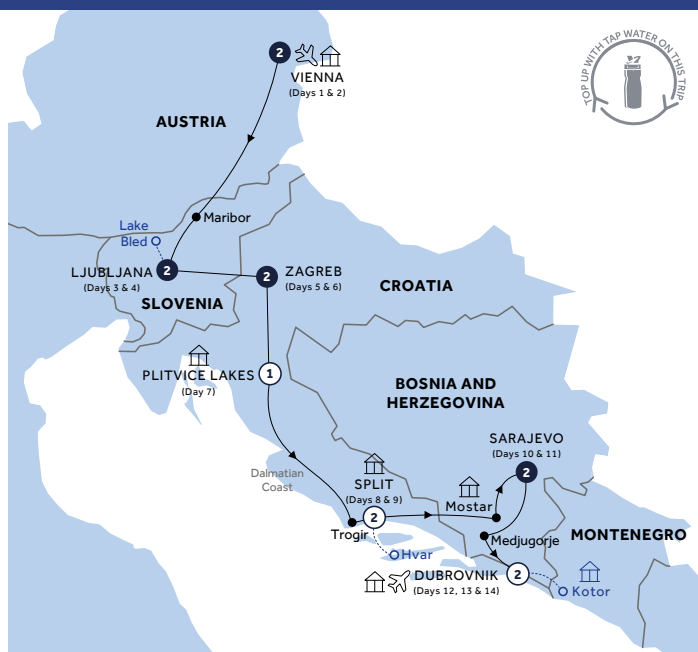 TOP UP WITH TAP WATER ON THIS TRIP
2
VIENNA
(Days 1 & 2)
AUSTRIA
Maribor
Lake
Bled
LJUBLJANA
2
(Days 3 & 4)
SLOVENIA
2
ZAGREB
(Days 5 & 6)
CROATIA
PLITVICE LAKES
1
(Day 7)
BOSNIA AND
HERZEGOVINA
SARAJEVO
(Days 10 & 11)
2
Dalmatian
Coast
SPLIT
(Days 8 & 9)
2
Trogir
Mostar
Medjugorje
MONTENEGRO
Hvar
DUBROVNIK
2
(Days 12, 13 & 14)
Kotor